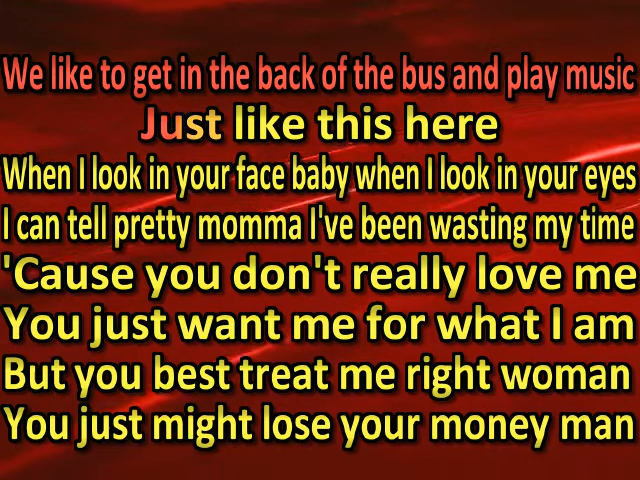 We like to get in the back of the bus and play music
Just like this here
When I look in your face baby when I look in your eyes
I can tell pretty momma I've been wasting my time
'Cause you don't really love me
You just want me for what I am
But you best treat me right woman
You just might lose your money man